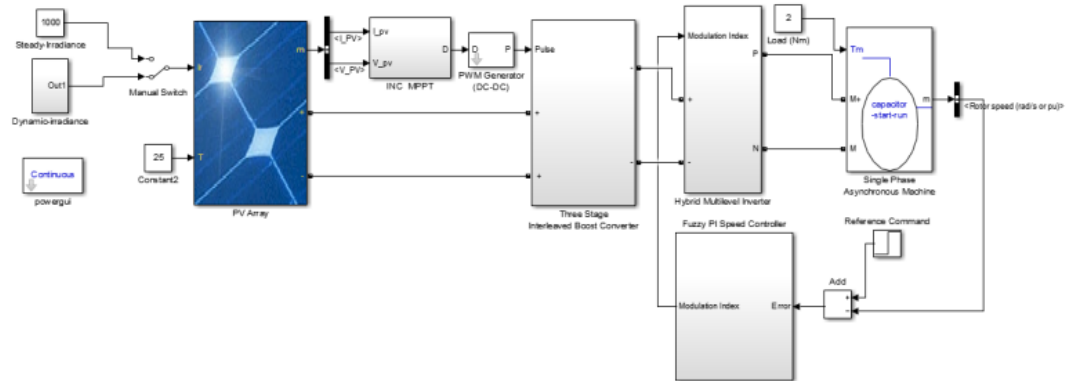 1000
Steady-Irradiance
Out1
Dynamic-irradiance
Manual Switch
Continuous
powergui
25
Constant2
Ir
T
m
+
-
PV Array
<I_PV>
<V_PV>
I_pv
V_pv
D
INC MPPT
D
P
PWM Generator
(DC-DC)
Pulse
+
+
-
-
Three Stage
Interleaved Boost Converter
Modulation Index
+
-
P
N
Hybrid Multilevel Inverter
2
Load (Nm)
Tm
M+
M
m
capacitor
-start-run
Single Phase
Asynchronous Machine
<Rotor speed (rad/s or pu)>
Reference Command
Add
+
-
Fuzzy PI Speed Controller
Modulation Index
Error